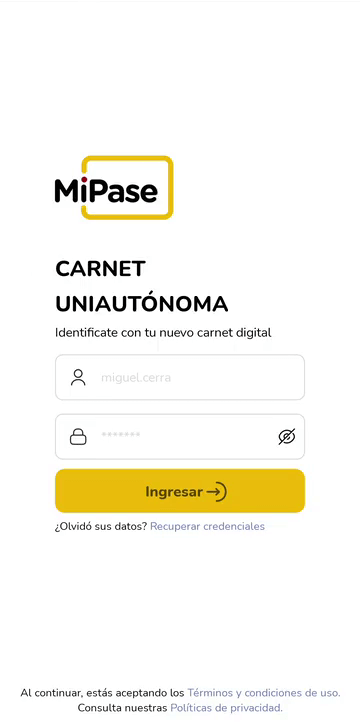 MiPase
CARNET
UNIAUTÓNOMA
Identificate con tu nuevo carnet digital
miguel.cerra
*******
Ingresar
¿Olvidó sus datos? Recuperar credenciales
Al continuar, estás aceptando los Términos y condiciones de uso.
Consulta nuestras Políticas de privacidad.